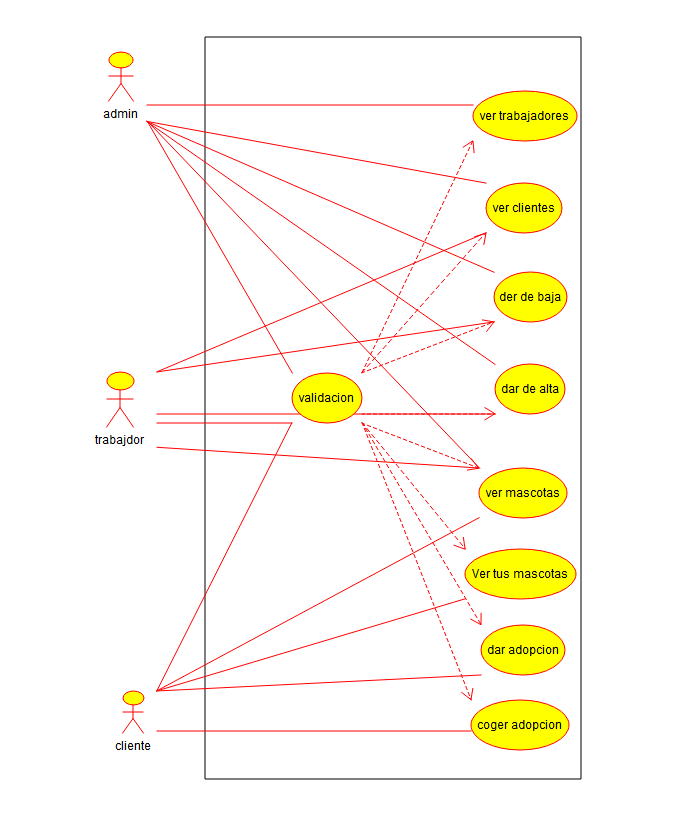 admin
ver trabajadores
ver clientes
der de baja
dar de alta
validacion
trabajdor
ver mascotas
Ver tus mascotas
dar adopcion
coger adopcion
cliente